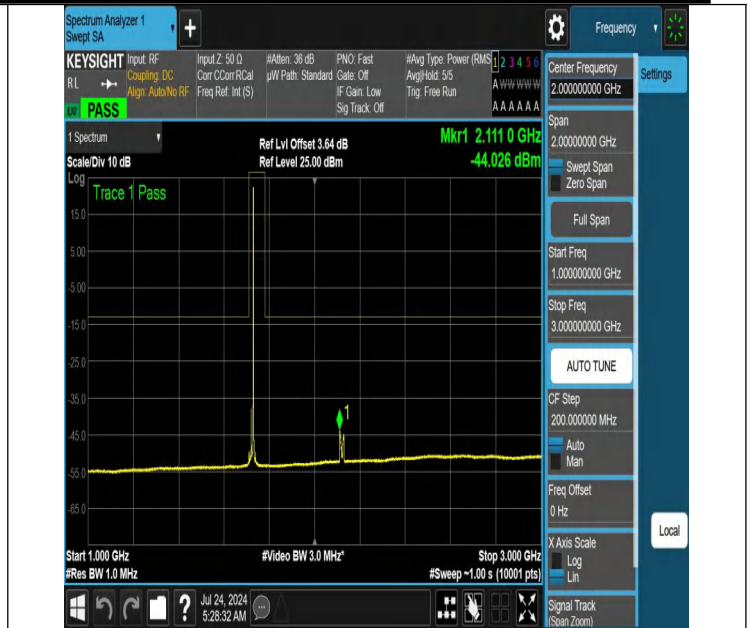 Spectrum Analyzer 1
Swept SA
+
Frequency
KEYSIGHT
RL
PASS
Input: RF
Coupling: DC
Align: Auto/No RF
Input Z: 50 Ω
Corr CCorr RCal
Freq Ref: Int (S)
#Atten: 36 dB
µW Path: Standard
PNO: Fast
Gate: Off
IF Gain: Low
Sig Track: Off
#Avg Type: Power (RMS
Avg|Hold: 5/5
Trig: Free Run
1 2 3 4 5 6
A W W W W W
A A A A A A
1 Spectrum
Scale/Div 10 dB
Ref Lvl Offset 3.64 dB
Ref Level 25.00 dBm
Mkr1 2.111 0 GHz
-44.026 dBm
Log
Trace 1 Pass
15.0
5.00
-5.00
-15.0
-25.0
-35.0
-45.0
-55.0
-65.0
1
Start 1.000 GHz
#Res BW 1.0 MHz
#Video BW 3.0 MHz*
Stop 3.000 GHz
#Sweep ~1.00 s (10001 pts)
Center Frequency
2.000000000 GHz
Span
2.00000000 GHz
Swept Span
Zero Span
Full Span
Start Freq
1.000000000 GHz
Stop Freq
3.000000000 GHz
AUTO TUNE
CF Step
200.000000 MHz
Auto
Man
Freq Offset
0 Hz
X Axis Scale
Log
Lin
Signal Track
(Span Zoom)
Settings
Local
?
Jul 24, 2024
5:28:32 AM